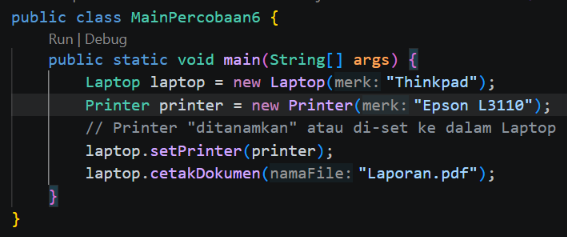 public class MainPercobaan6 {
Run | Debug
public static void main(String[] args) {
Laptop laptop = new Laptop(merk: "Thinkpad");
Printer printer = new Printer(merk: "Epson L3110");
// Printer "ditanamkan" atau di-set ke dalam Laptop
laptop.setPrinter(printer);
laptop.cetakDokumen(namaFile: "Laporan.pdf");
}
}